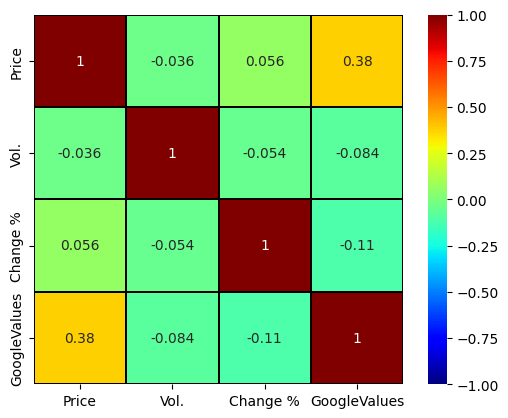 Price 1 -0.036 0.056 0.38
Vol. -0.036 1 -0.054 -0.084
Change % 0.056 -0.054 1 -0.11
GoogleValues 0.38 -0.084 -0.11 1
Price Vol. Change % GoogleValues
1.00
0.75
0.50
0.25
0.00
−0.25
−0.50
−0.75
−1.00